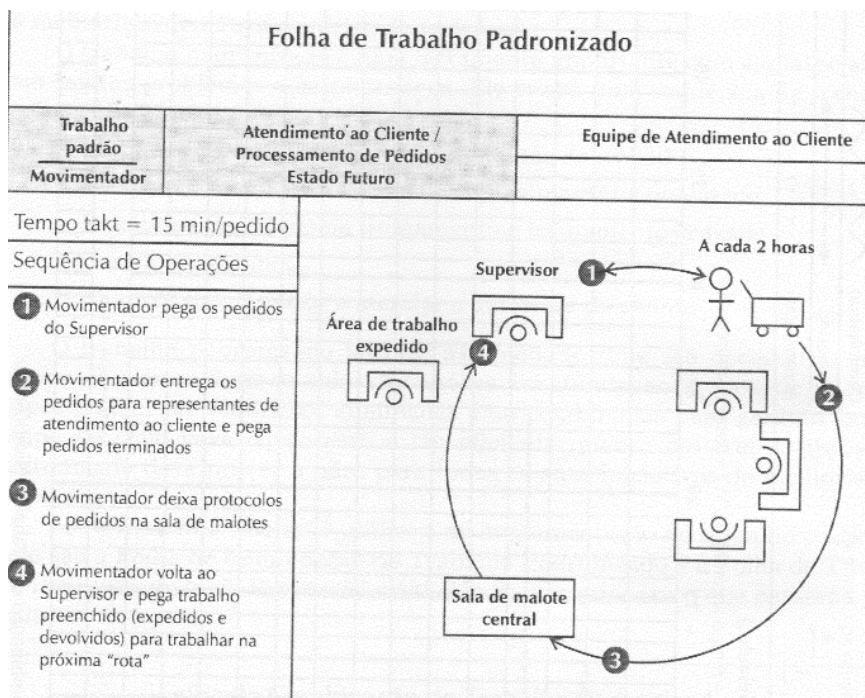 Folha de Trabalho Padronizado
Trabalho
padrão
Movimentador
Atendimento ao Cliente /
Processamento de Pedidos
Estado Futuro
Equipe de Atendimento ao Cliente
Tempo takt = 15 min/pedido
Sequência de Operações
1 Movimentador pega os pedidos
do Supervisor
2 Movimentador entrega os
pedidos para representantes de
atendimento ao cliente e pega
pedidos terminados
3 Movimentador deixa protocolos
de pedidos na sala de malotes
4 Movimentador volta ao
Supervisor e pega trabalho
preenchido (expedidos e
devolvidos) para trabalhar na
próxima “rota”
A cada 2 horas
Supervisor
1
Área de trabalho
expedido
4
2
Sala de malote
central
3